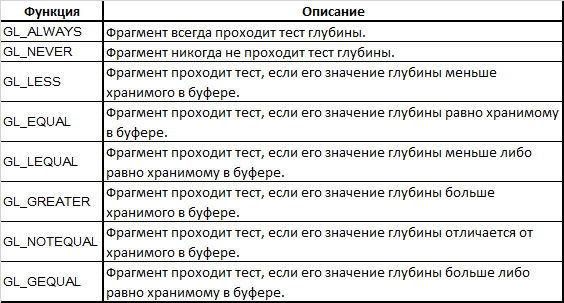 Функция Описание
GL_ALWAYS Фрагмент всегда проходит тест глубины.
GL_NEVER Фрагмент никогда не проходит тест глубины.
GL_LESS Фрагмент проходит тест, если его значение глубины меньше
хранимого в буфере.
GL_EQUAL Фрагмент проходит тест, если его значение глубины равно хранимому
в буфере.
GL_LEQUAL Фрагмент проходит тест, если его значение глубины меньше либо
равно хранимому в буфере.
GL_GREATER Фрагмент проходит тест, если его значение глубины больше
хранимого в буфере.
GL_NOTEQUAL Фрагмент проходит тест, если его значение глубины отличается от
хранимого в буфере.
GL_GEQUAL Фрагмент проходит тест, если его значение глубины больше либо
равно хранимому в буфере.